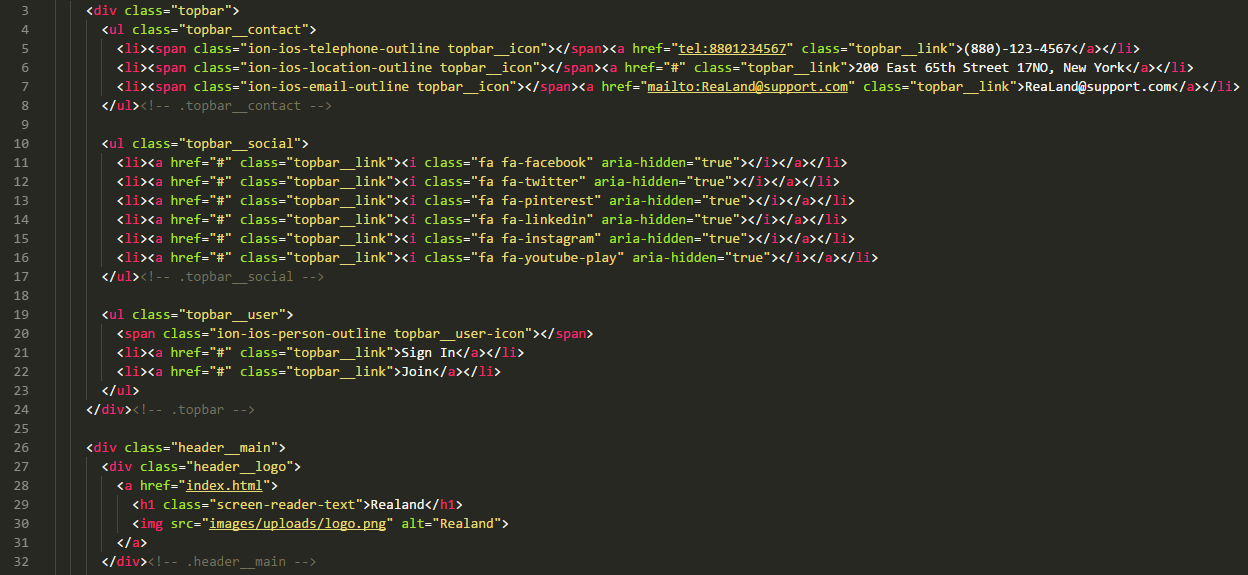 3 <div class="topbar">
4 <ul class="topbar__contact">
5 <li><span class="ion-ios-telephone-outline topbar__icon"></span><a href="tel:8801234567" class="topbar__link">(880)-123-4567</a></li>
6 <li><span class="ion-ios-location-outline topbar__icon"></span><a href="#" class="topbar__link">200 East 65th Street 17NO, New York</a></li>
7 <li><span class="ion-ios-email-outline topbar__icon"></span><a href="mailto:ReaLand@support.com" class="topbar__link">ReaLand@support.com</a></li>
8 </ul><!-- .topbar__contact -->
9
10 <ul class="topbar__social">
11 <li><a href="#" class="topbar__link"><i class="fa fa-facebook" aria-hidden="true"></i></a></li>
12 <li><a href="#" class="topbar__link"><i class="fa fa-twitter" aria-hidden="true"></i></a></li>
13 <li><a href="#" class="topbar__link"><i class="fa fa-pinterest" aria-hidden="true"></i></a></li>
14 <li><a href="#" class="topbar__link"><i class="fa fa-linkedin" aria-hidden="true"></i></a></li>
15 <li><a href="#" class="topbar__link"><i class="fa fa-instagram" aria-hidden="true"></i></a></li>
16 <li><a href="#" class="topbar__link"><i class="fa fa-youtube-play" aria-hidden="true"></i></a></li>
17 </ul><!-- .topbar__social -->
18
19 <ul class="topbar__user">
20 <span class="ion-ios-person-outline topbar__user-icon"></span>
21 <li><a href="#" class="topbar__link">Sign In</a></li>
22 <li><a href="#" class="topbar__link">Join</a></li>
23 </ul>
24 </div><!-- .topbar -->
25
26 <div class="header__main">
27 <div class="header__logo">
28 <a href="index.html">
29 <h1 class="screen-reader-text">Realand</h1>
30 <img src="images/uploads/logo.png" alt="Realand">
31 </a>
32 </div><!-- .header__main -->